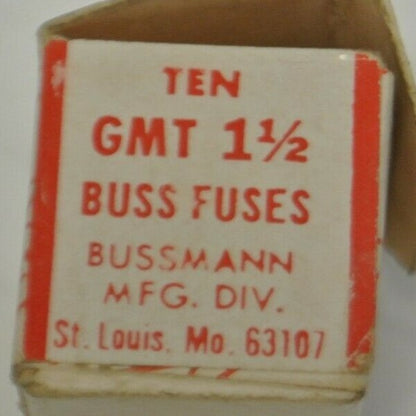 TEN
GMT 1½
BUSS FUSES
BUSSMANN
MFG. DIV.
St. Louis, Mo. 63107